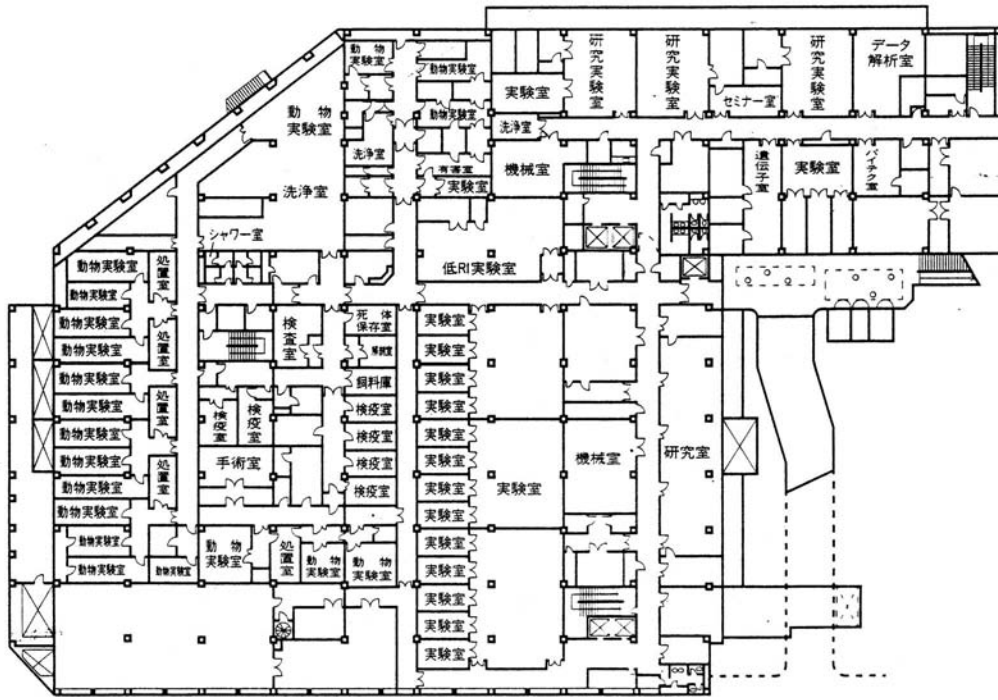 動物
実験室
動物実験室
実験室
研究実験室
研究実験室
セミナー室
研究実験室
データ
解析室
動物
実験室
動物実験室
洗浄室
洗浄室
有害室
実験室
機械室
遺伝子室
実験室
バイテク室
洗浄室
シャワー室
低RI実験室
動物実験室
処置室
動物実験室
動物実験室
動物実験室
処置室
検査室
死体
保存室
解剖室
実験室
実験室
動物実験室
動物実験室
処置室
検疫室
検疫室
飼料庫
検疫室
実験室
実験室
動物実験室
動物実験室
動物実験室
処置室
手術室
検疫室
検疫室
検疫室
実験室
実験室
実験室
実験室
実験室
機械室
研究室
動物実験室
動物実験室
動物実験室
動物実験室
動物
実験室
処置室
動物
実験室
動物
実験室
実験室
実験室
実験室
実験室
実験室